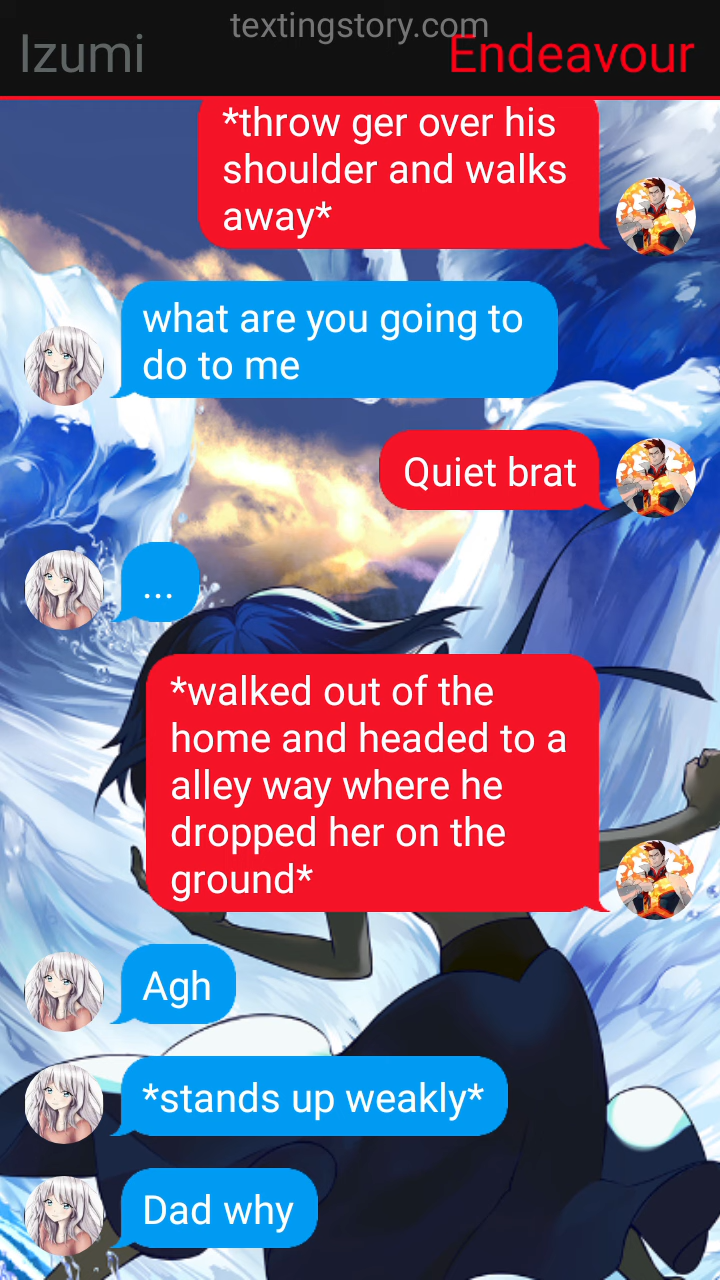 textingstory.com
Izumi
Endeavour
*throw ger over his
shoulder and walks
away*
what are you going to
do to me
Quiet brat
...
*walked out of the
home and headed to a
alley way where he
dropped her on the
ground*
Agh
*stands up weakly*
Dad why